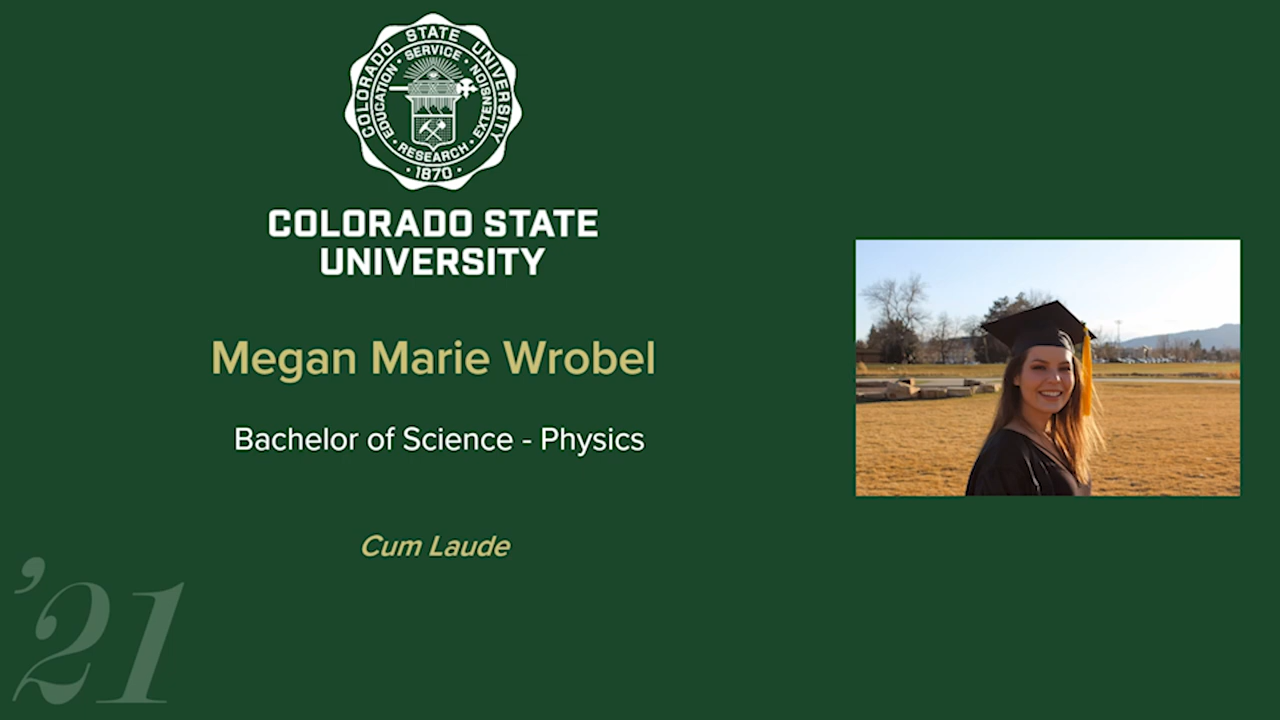 COLORADO STATE UNIVERSITY
EDUCATION • SERVICE • EXTENSION
• RESEARCH •
• 1870 •
COLORADO STATE
UNIVERSITY
Megan Marie Wrobel
Bachelor of Science - Physics
Cum Laude
’21